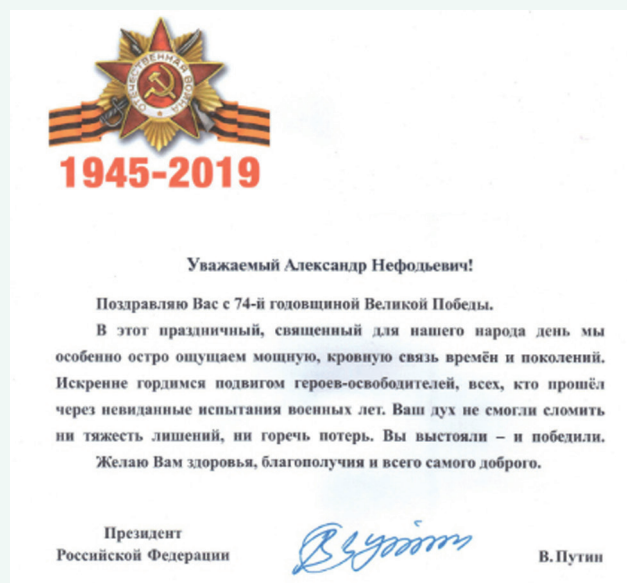 ОТЕЧЕСТВЕННАЯ ВОЙНА
1945-2019
Уважаемый Александр Нефодьевич!
Поздравляю Вас с 74-й годовщиной Великой Победы.
В этот праздничный, священный для нашего народа день мы
особенно остро ощущаем мощную, кровную связь времён и поколений.
Искренне гордимся подвигом героев-освободителей, всех, кто прошёл
через невиданные испытания военных лет. Ваш дух не смогли сломить
ни тяжесть лишений, ни горечь потерь. Вы выстояли – и победили.
Желаю Вам здоровья, благополучия и всего самого доброго.
Президент
Российской Федерации
В. Путин